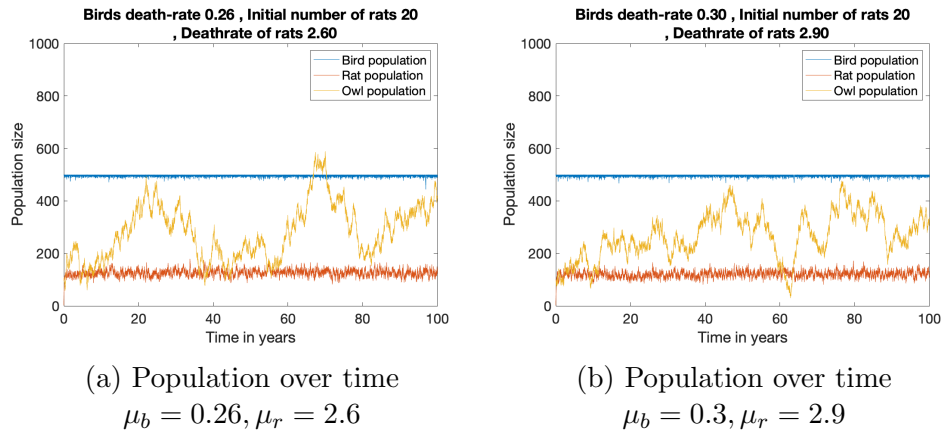 Birds death-rate 0.26 , Initial number of rats 20
, Deathrate of rats 2.60
1000
800
600
400
200
0
Population size
Bird population
Rat population
Owl population
0 20 40 60 80 100
Time in years
(a) Population over time
μ_b = 0.26, μ_r = 2.6
Birds death-rate 0.30 , Initial number of rats 20
, Deathrate of rats 2.90
1000
800
600
400
200
0
Population size
Bird population
Rat population
Owl population
0 20 40 60 80 100
Time in years
(b) Population over time
μ_b = 0.3, μ_r = 2.9